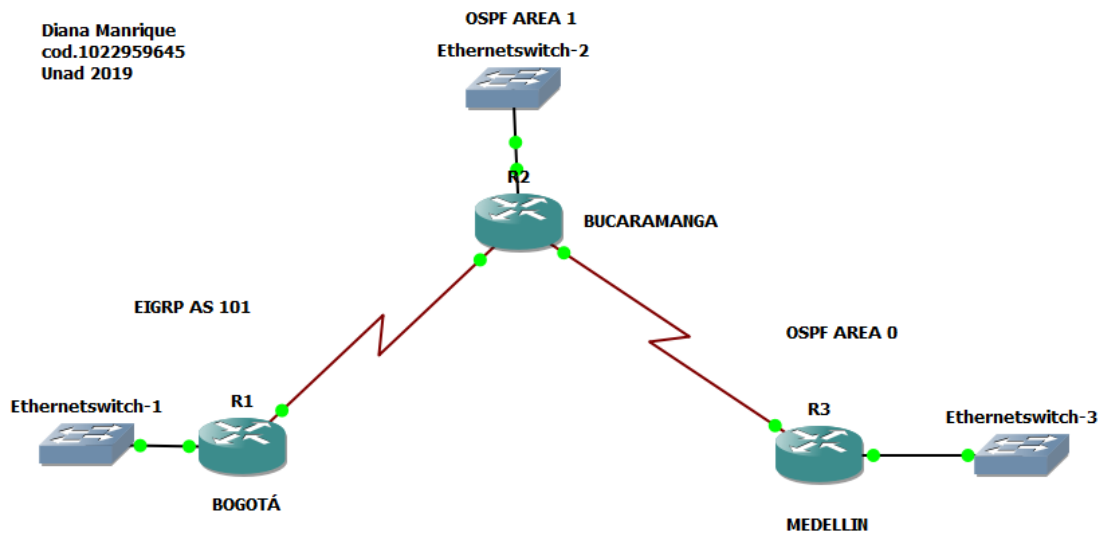 Diana Manrique
cod.1022959645
Unad 2019
OSPF AREA 1
Ethernetswitch-2
R2
BUCARAMANGA
EIGRP AS 101
OSPF AREA 0
Ethernetswitch-1
R1
R3
Ethernetswitch-3
BOGOTÁ
MEDELLIN